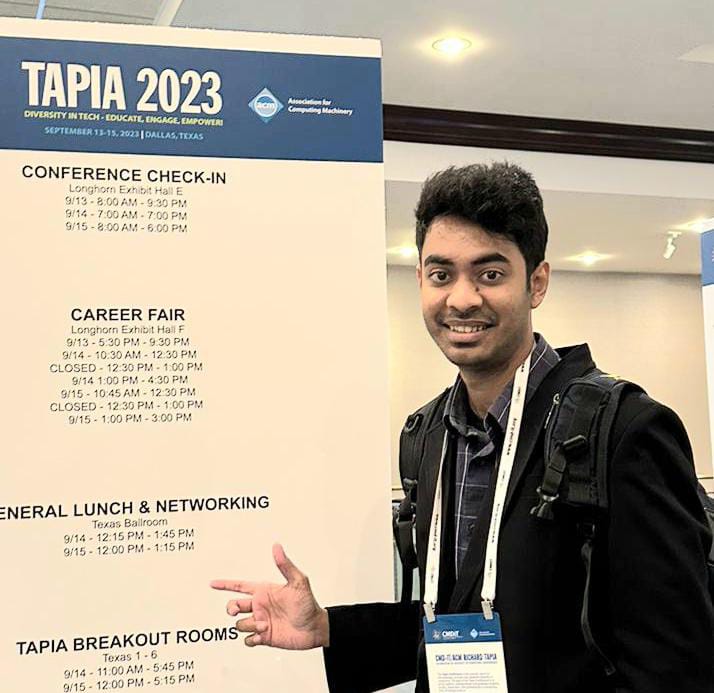 TAPIA 2023
DIVERSITY IN TECH - EDUCATE, ENGAGE, EMPOWER!
SEPTEMBER 13-15, 2023 | DALLAS, TEXAS
acm
Association for
Computing Machinery
CONFERENCE CHECK-IN
Longhorn Exhibit Hall E
9/13 - 8:00 AM - 9:30 PM
9/14 - 7:00 AM - 7:00 PM
9/15 - 8:00 AM - 6:00 PM
CAREER FAIR
Longhorn Exhibit Hall F
9/13 - 5:30 PM - 9:30 PM
9/14 - 10:30 AM - 12:30 PM
CLOSED - 12:30 PM - 1:00 PM
9/14 1:00 PM - 4:30 PM
9/15 - 10:45 AM - 12:30 PM
CLOSED - 12:30 PM - 1:00 PM
9/15 - 1:00 PM - 3:00 PM
ENERAL LUNCH & NETWORKING
Texas Ballroom
9/14 - 12:15 PM - 1:45 PM
9/15 - 12:00 PM - 1:15 PM
TAPIA BREAKOUT ROOMS
Texas 1 - 6
9/14 - 11:00 AM - 5:45 PM
9/15 - 12:00 PM - 5:15 PM
CMD-IT
CMD-IT/ACM RICHARD TAPIA